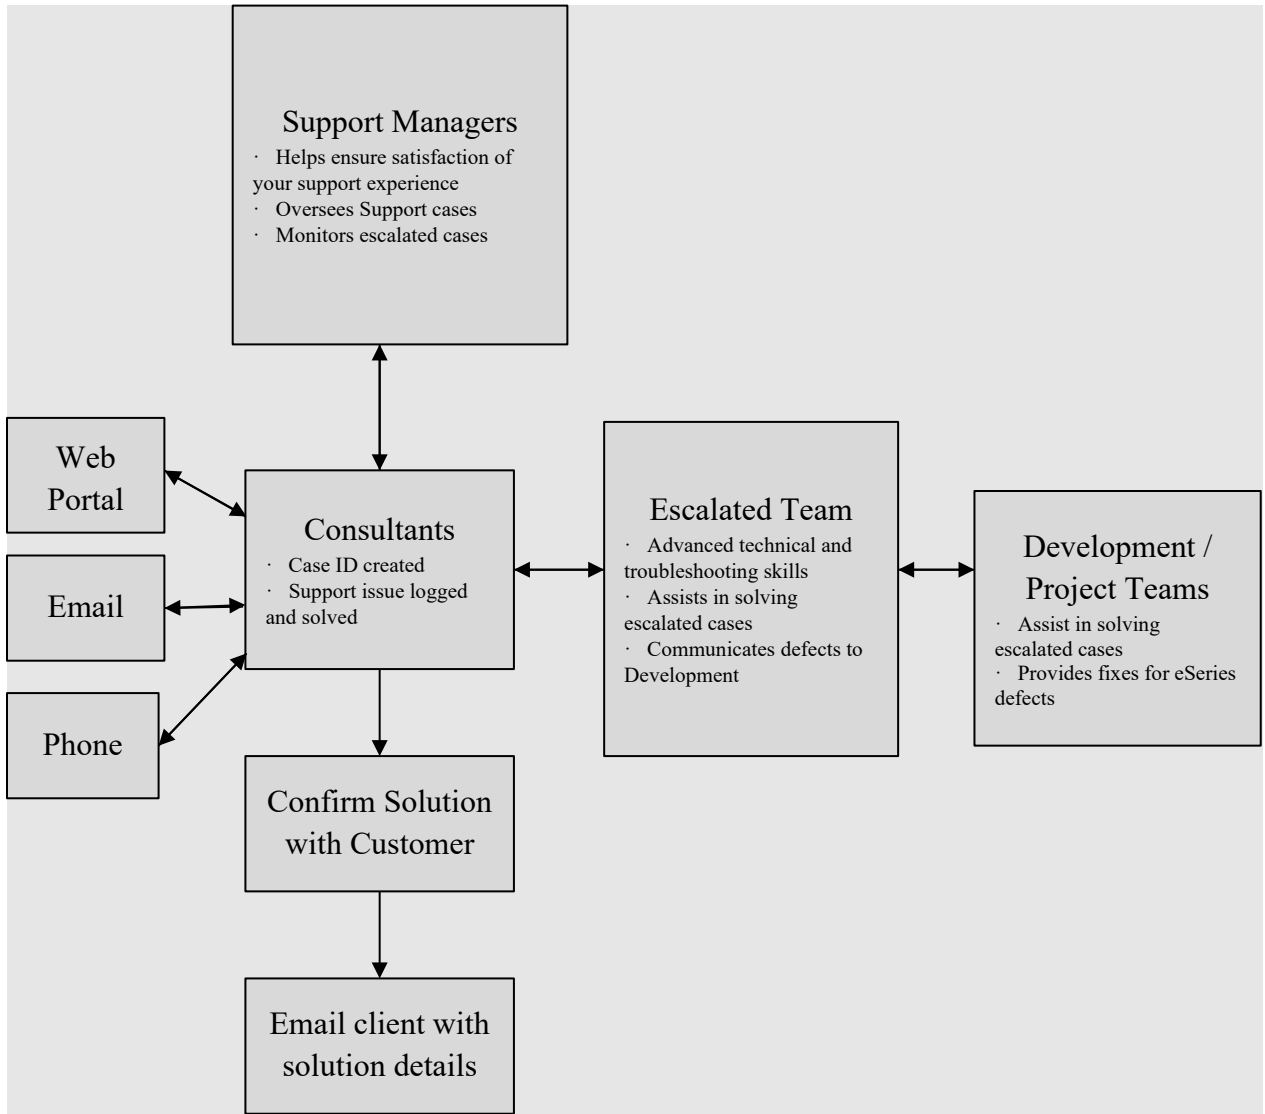 Support Managers
· Helps ensure satisfaction of
your support experience
· Oversees Support cases
· Monitors escalated cases
Web
Portal
Email
Phone
Consultants
· Case ID created
· Support issue logged
and solved
Escalated Team
· Advanced technical and
troubleshooting skills
· Assists in solving
escalated cases
· Communicates defects to
Development
Development /
Project Teams
· Assist in solving
escalated cases
· Provides fixes for eSeries
defects
Confirm Solution
with Customer
Email client with
solution details